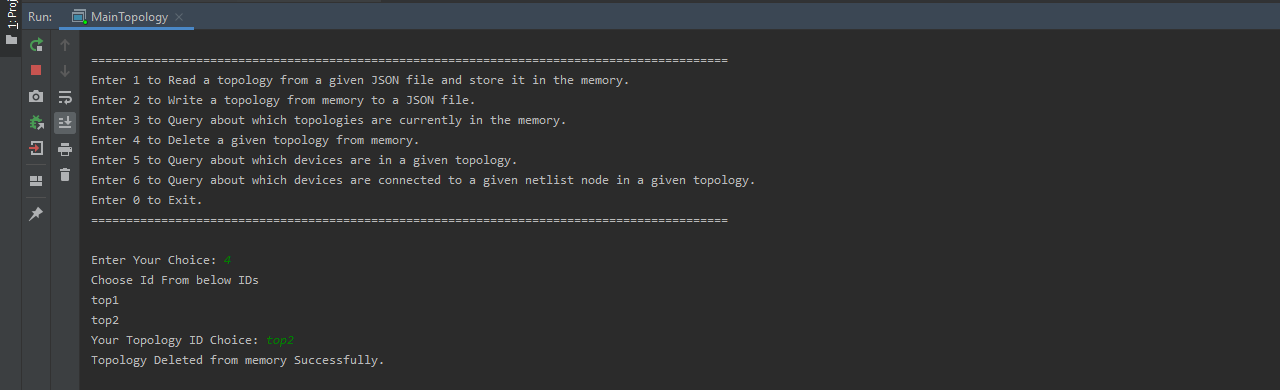 1: Proj
Run: MainTopology
===========================================================================================
Enter 1 to Read a topology from a given JSON file and store it in the memory.
Enter 2 to Write a topology from memory to a JSON file.
Enter 3 to Query about which topologies are currently in the memory.
Enter 4 to Delete a given topology from memory.
Enter 5 to Query about which devices are in a given topology.
Enter 6 to Query about which devices are connected to a given netlist node in a given topology.
Enter 0 to Exit.
===========================================================================================
Enter Your Choice: 4
Choose Id From below IDs
top1
top2
Your Topology ID Choice: top2
Topology Deleted from memory Successfully.